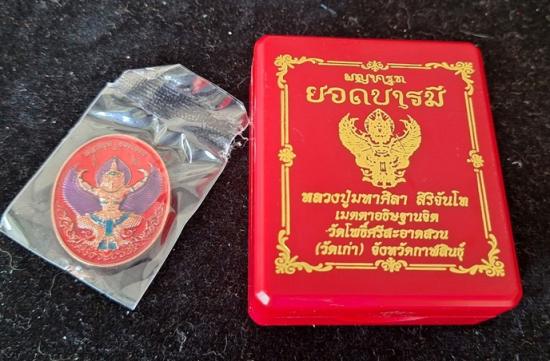 พญาครุฑ
ยอดบารมี
หลวงปู่มหาศิลา สิริจันโท
เมตตาอธิษฐานจิต
วัดโพธิ์ศรีสะอาดสวน
(วัดเก่า) จังหวัดกาฬสินธุ์